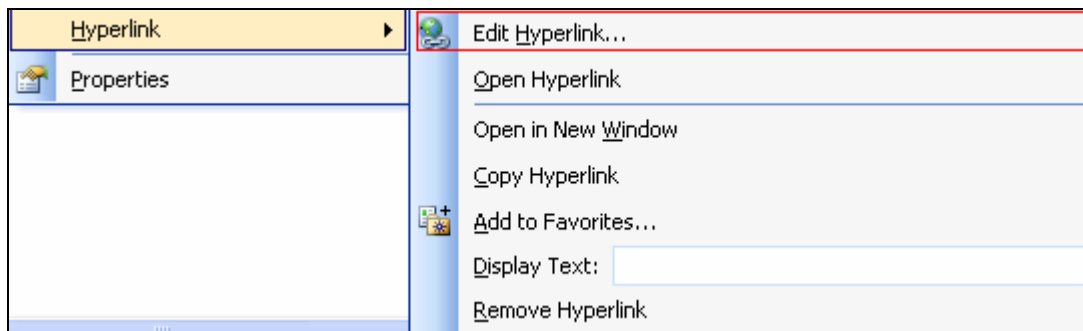 Hyperlink
Properties
Edit Hyperlink...
Open Hyperlink
Open in New Window
Copy Hyperlink
Add to Favorites...
Display Text:
Remove Hyperlink